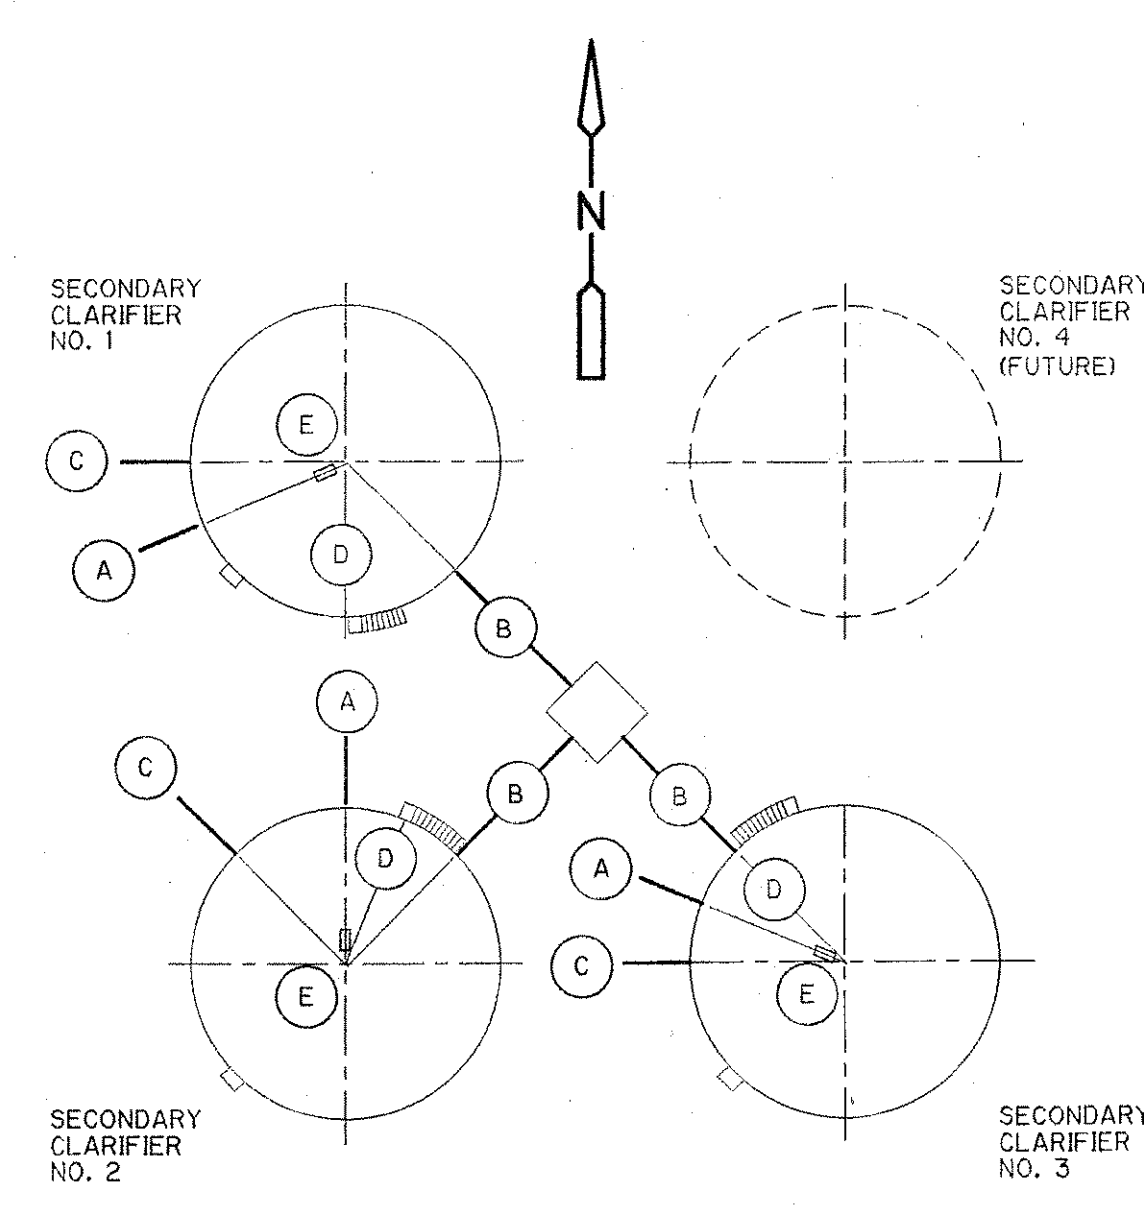 N
SECONDARY
CLARIFIER
NO. 1
SECONDARY
CLARIFIER
NO. 4
(FUTURE)
E
C
D
A
B
A
C
B
B
D
A
D
C
E
E
SECONDARY
CLARIFIER
NO. 2
SECONDARY
CLARIFIER
NO. 3